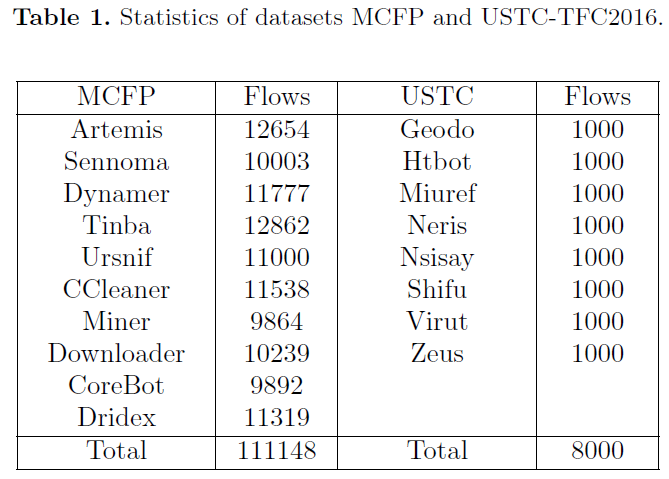 Table 1. Statistics of datasets MCFP and USTC-TFC2016.
MCFP Flows USTC Flows
Artemis 12654 Geodo 1000
Sennoma 10003 Htbot 1000
Dynamer 11777 Miuref 1000
Tinba 12862 Neris 1000
Ursnif 11000 Nsisay 1000
CCleaner 11538 Shifu 1000
Miner 9864 Virut 1000
Downloader 10239 Zeus 1000
CoreBot 9892
Dridex 11319
Total 111148 Total 8000